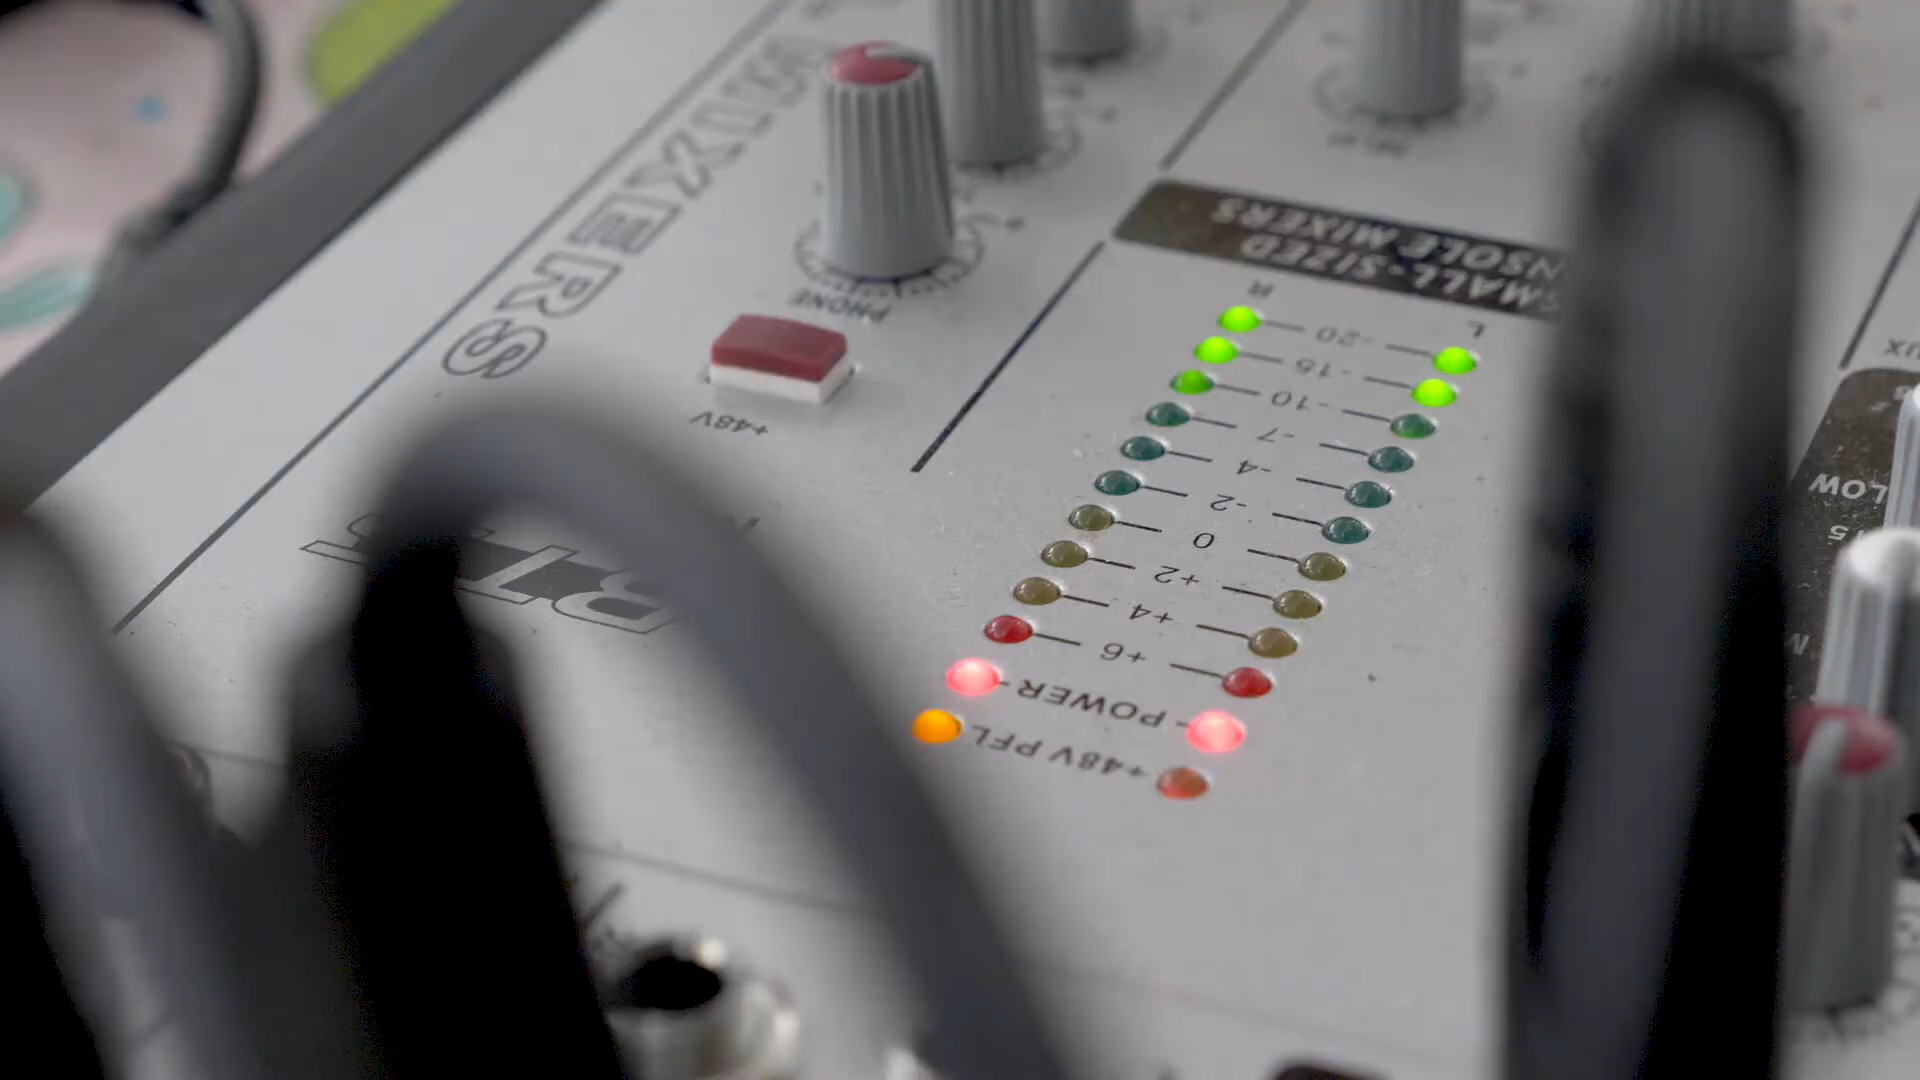 MIXERS
SMALL-SIZED
NSOLE MIXERS
PHONE
+48V
L R
-20
-15
-10
-7
-4
-2
0
+2
+4
+6
POWER
+48V PFL
LOW